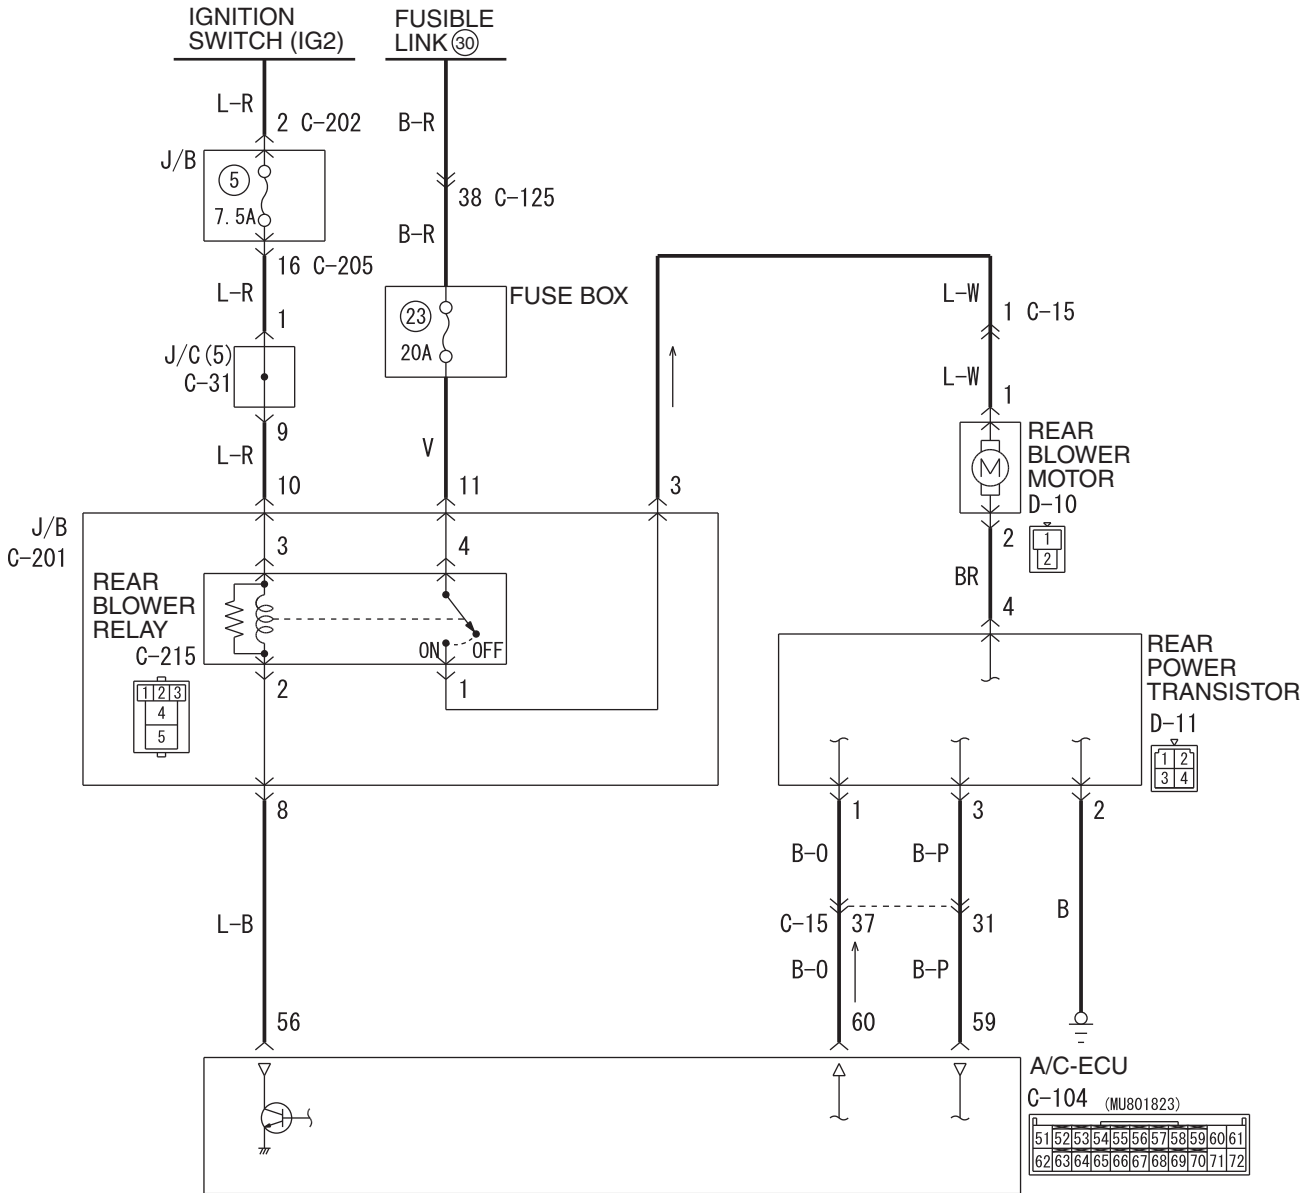 IGNITION
SWITCH (IG2)
FUSIBLE
LINK 30
L-R
2 C-202
B-R
J/B
5
7.5A
38 C-125
B-R
16 C-205
L-R
1
FUSE BOX
23
20A
L-W
1 C-15
J/C(5)
C-31
L-W
1
9
L-R
V
REAR
BLOWER
MOTOR
D-10
M
10
11
3
J/B
C-201
3
4
2
1
2
BR
4
REAR
BLOWER
RELAY
C-215
ON
OFF
1 2 3
4
5
2
1
REAR
POWER
TRANSISTOR
D-11
1 2
3 4
8
1
3
2
B-O
B-P
L-B
C-15
37
31
B
B-O
B-P
56
60
59
A/C-ECU
C-104 (MU801823)
51 52 53 54 55 56 57 58 59 60 61
62 63 64 65 66 67 68 69 70 71 72